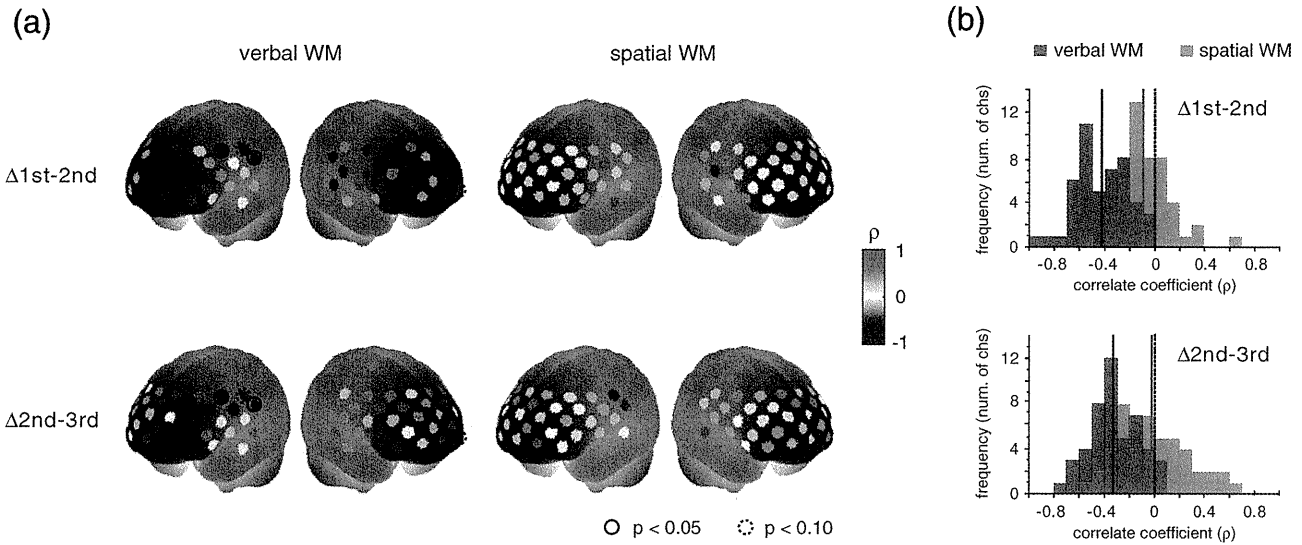 (a)
verbal WM
spatial WM
Δ1st-2nd
Δ2nd-3rd
ρ
1
0
-1
p < 0.05
p < 0.10
(b)
verbal WM
spatial WM
Δ1st-2nd
frequency (num. of chs)
12
8
4
0
-0.8
-0.4
0
0.4
0.8
correlate coefficient (ρ)
Δ2nd-3rd
frequency (num. of chs)
12
8
4
0
-0.8
-0.4
0
0.4
0.8
correlate coefficient (ρ)